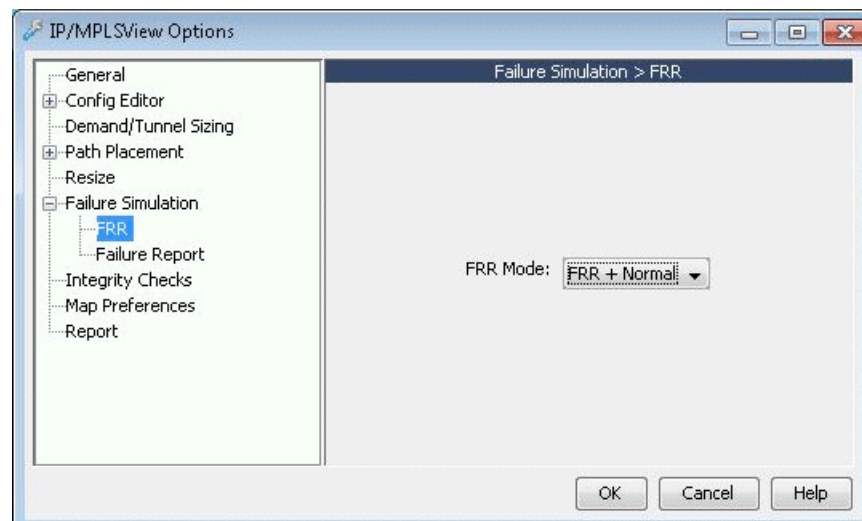 IP/MPLSView Options
General
Config Editor
Demand/Tunnel Sizing
Path Placement
Resize
Failure Simulation
FRR
Failure Report
Integrity Checks
Map Preferences
Report
Failure Simulation > FRR
FRR Mode: FRR + Normal
OK Cancel Help